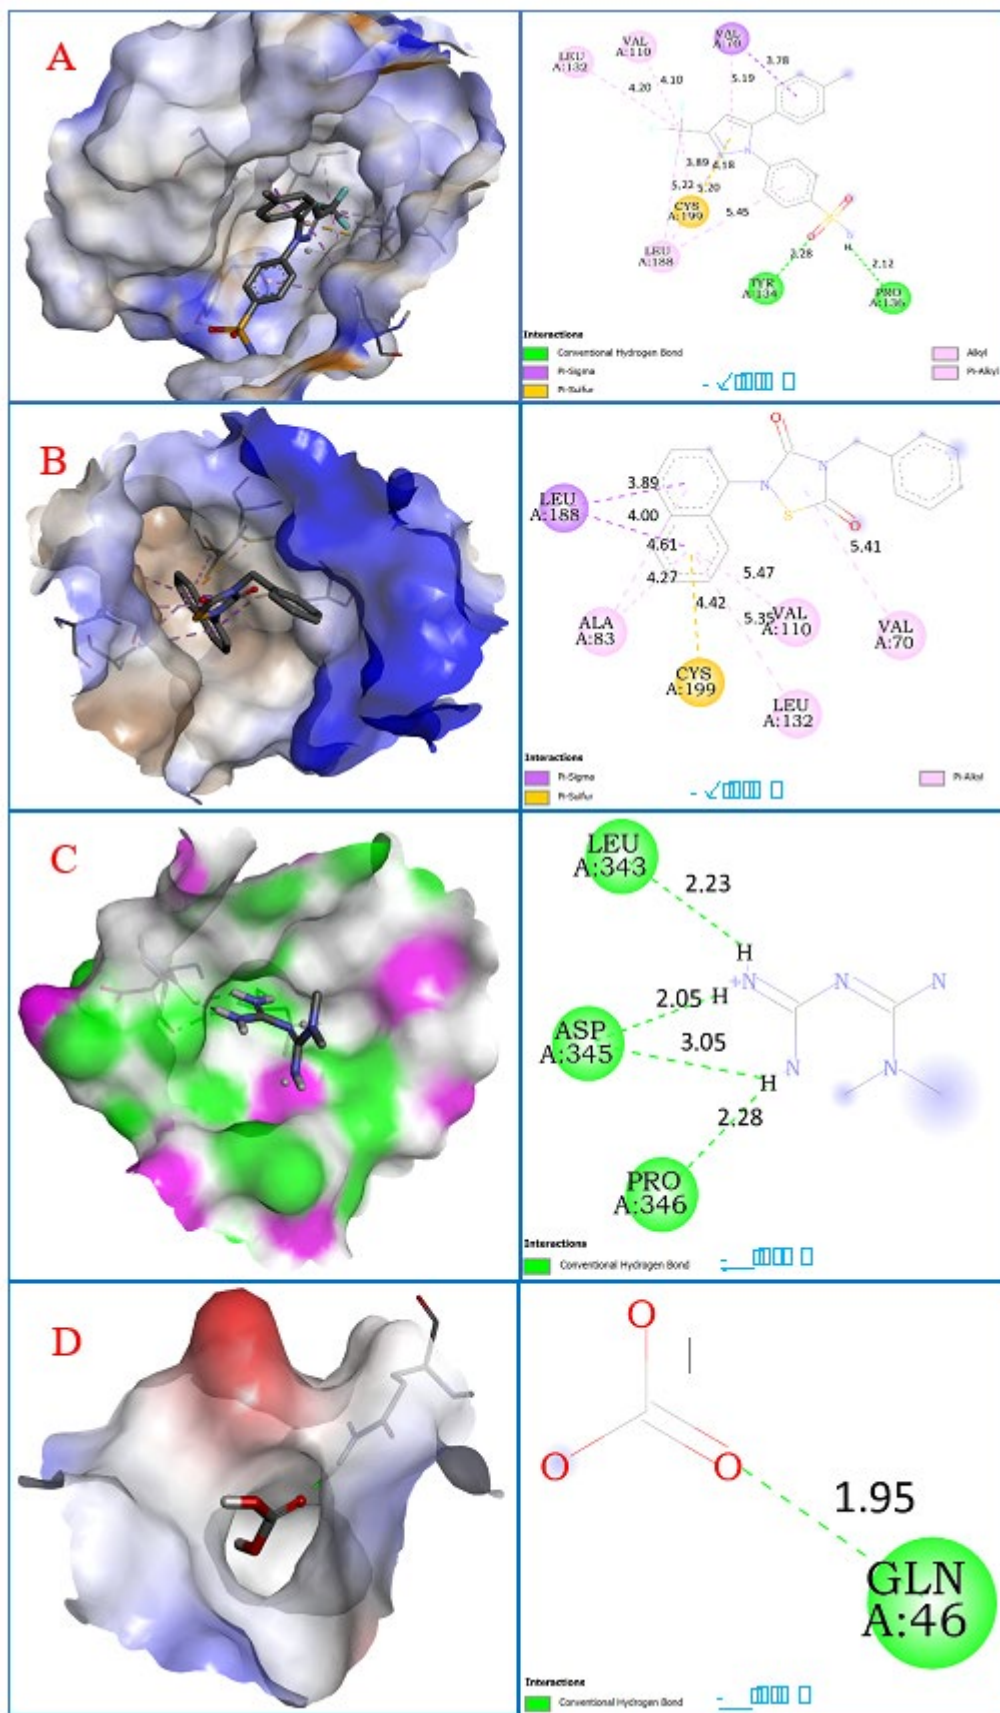 A
VAL
A:110
VAL
A:70
LEU
A:132
3.78
4.10
5.19
4.20
3.89
4.18
5.22
5.20
CYS
A:199
5.45
LEU
A:188
O
O
H
2.28
2.12
TYR
A:134
PRO
A:136
Interactions
Conventional Hydrogen Bond
Pi-Sigma
Pi-Sulfur
Alkyl
Pi-Alkyl
B
O
N
N
S
O
3.89
LEU
A:188
4.00
4.61
4.27
5.47
5.41
4.42
5.35
ALA
A:83
VAL
A:110
VAL
A:70
CYS
A:199
LEU
A:132
Interactions
Pi-Sigma
Pi-Sulfur
Pi-Alkyl
C
LEU
A:343
2.23
H
+N
N
N
H
2.05
ASP
A:345
3.05
H
N
N
2.28
PRO
A:346
Interactions
Conventional Hydrogen Bond
D
O
O
O
1.95
GLN
A:46
Interactions
Conventional Hydrogen Bond